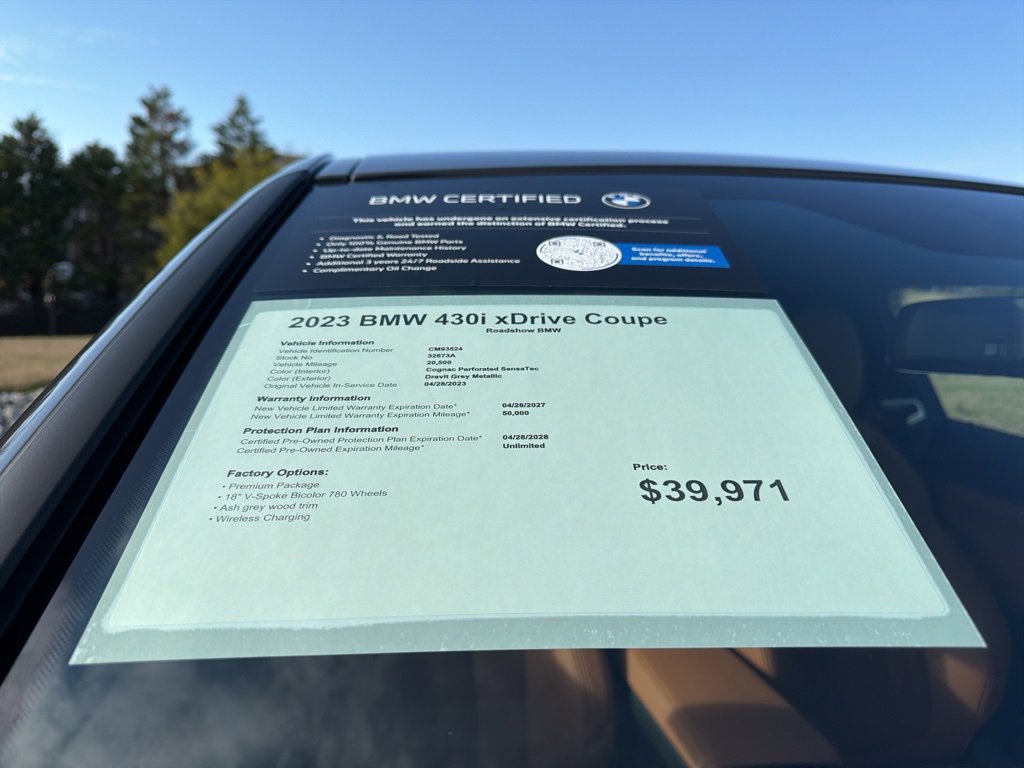 BMW CERTIFIED
This vehicle has undergone an extensive certification process
and earned the distinction of BMW Certified.
• Diagnostic & Road Tested
• Only 100% Genuine BMW Parts
• Up-to-date Maintenance History
• BMW Certified Warranty
• Additional 3 years 24/7 Roadside Assistance
• Complimentary Oil Change
Scan for additional
benefits, offers,
and program details.
2023 BMW 430i xDrive Coupe
Roadshow BMW
Vehicle Information
Vehicle Identification Number CM93524
Stock No 32673A
Vehicle Mileage 20,500
Color (Interior) Cognac Perforated SensaTec
Color (Exterior) Dravit Grey Metallic
Original Vehicle In-Service Date 04/28/2023
Warranty Information
New Vehicle Limited Warranty Expiration Date* 04/28/2027
New Vehicle Limited Warranty Expiration Mileage* 50,000
Protection Plan Information
Certified Pre-Owned Protection Plan Expiration Date* 04/28/2028
Certified Pre-Owned Expiration Mileage* Unlimited
Factory Options:
• Premium Package
• 18" V-Spoke Bicolor 780 Wheels
• Ash grey wood trim
• Wireless Charging
Price:
$39,971